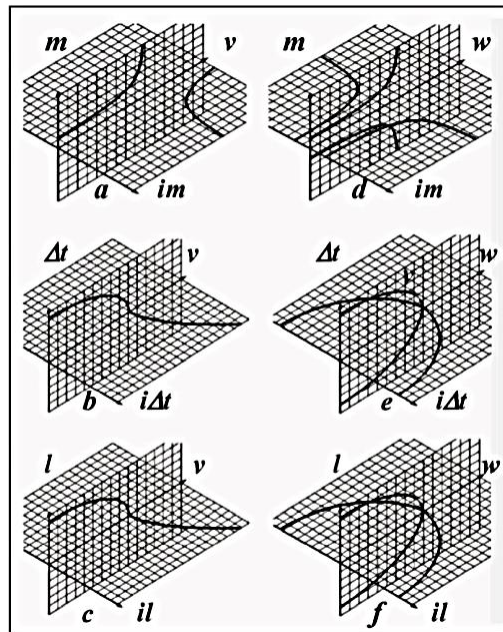 m v m w
a im d im
Δt v Δt v w
b iΔt e iΔt
l v l w
c il f il